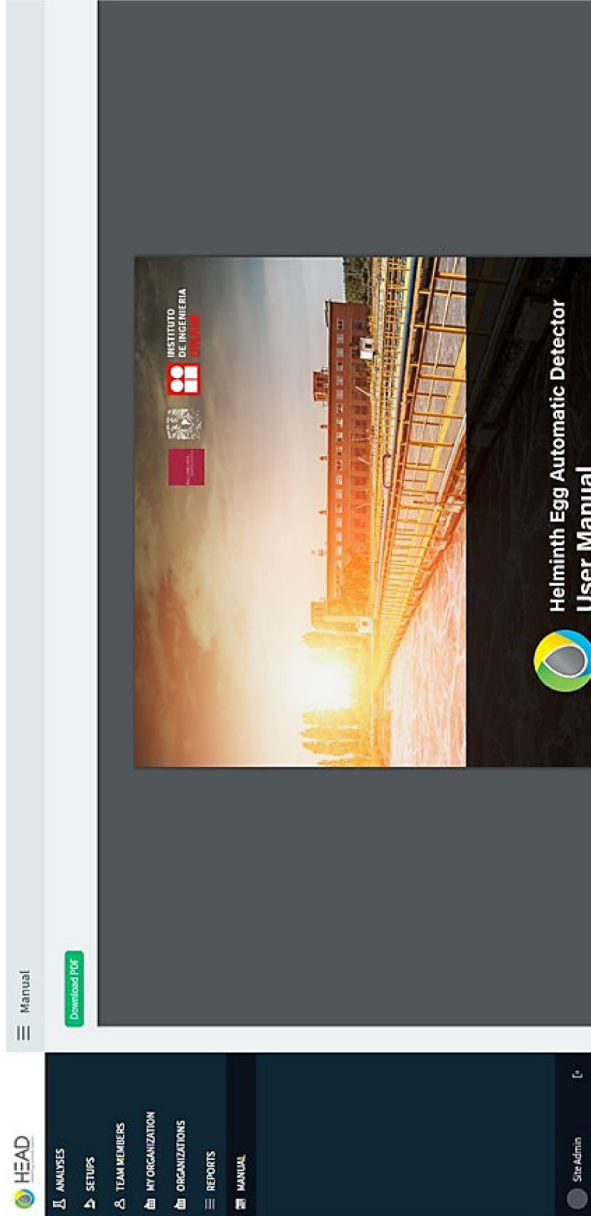 HEAD
Manual
ANALYSES
SETUPS
TEAM MEMBERS
MY ORGANIZATION
ORGANIZATIONS
REPORTS
MANUAL
Site Admin
Download PDF
INSTITUTO
DE INGENIERIA
UNAM
Helminth Egg Automatic Detector
User Manual